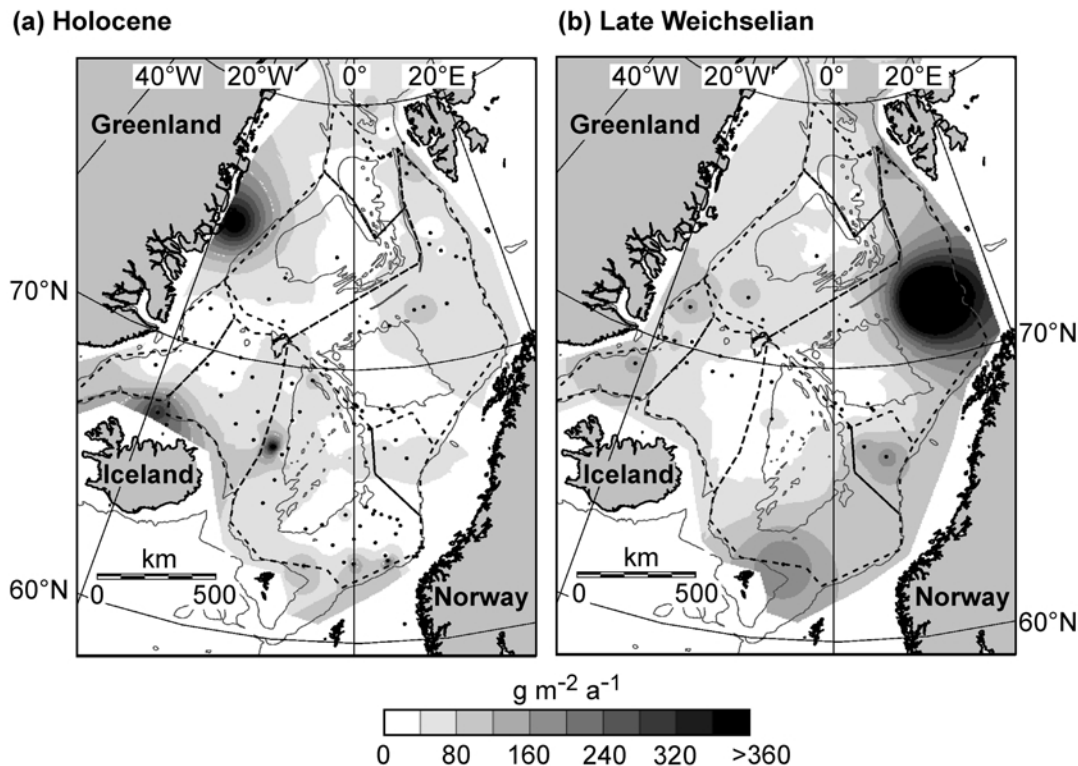 (a) Holocene
(b) Late Weichselian
40°W 20°W 0° 20°E
40°W 20°W 0° 20°E
Greenland
Greenland
70°N
70°N
Iceland
Iceland
km
0 500
km
0 500
60°N
60°N
Norway
Norway
g m⁻² a⁻¹
0 80 160 240 320 >360